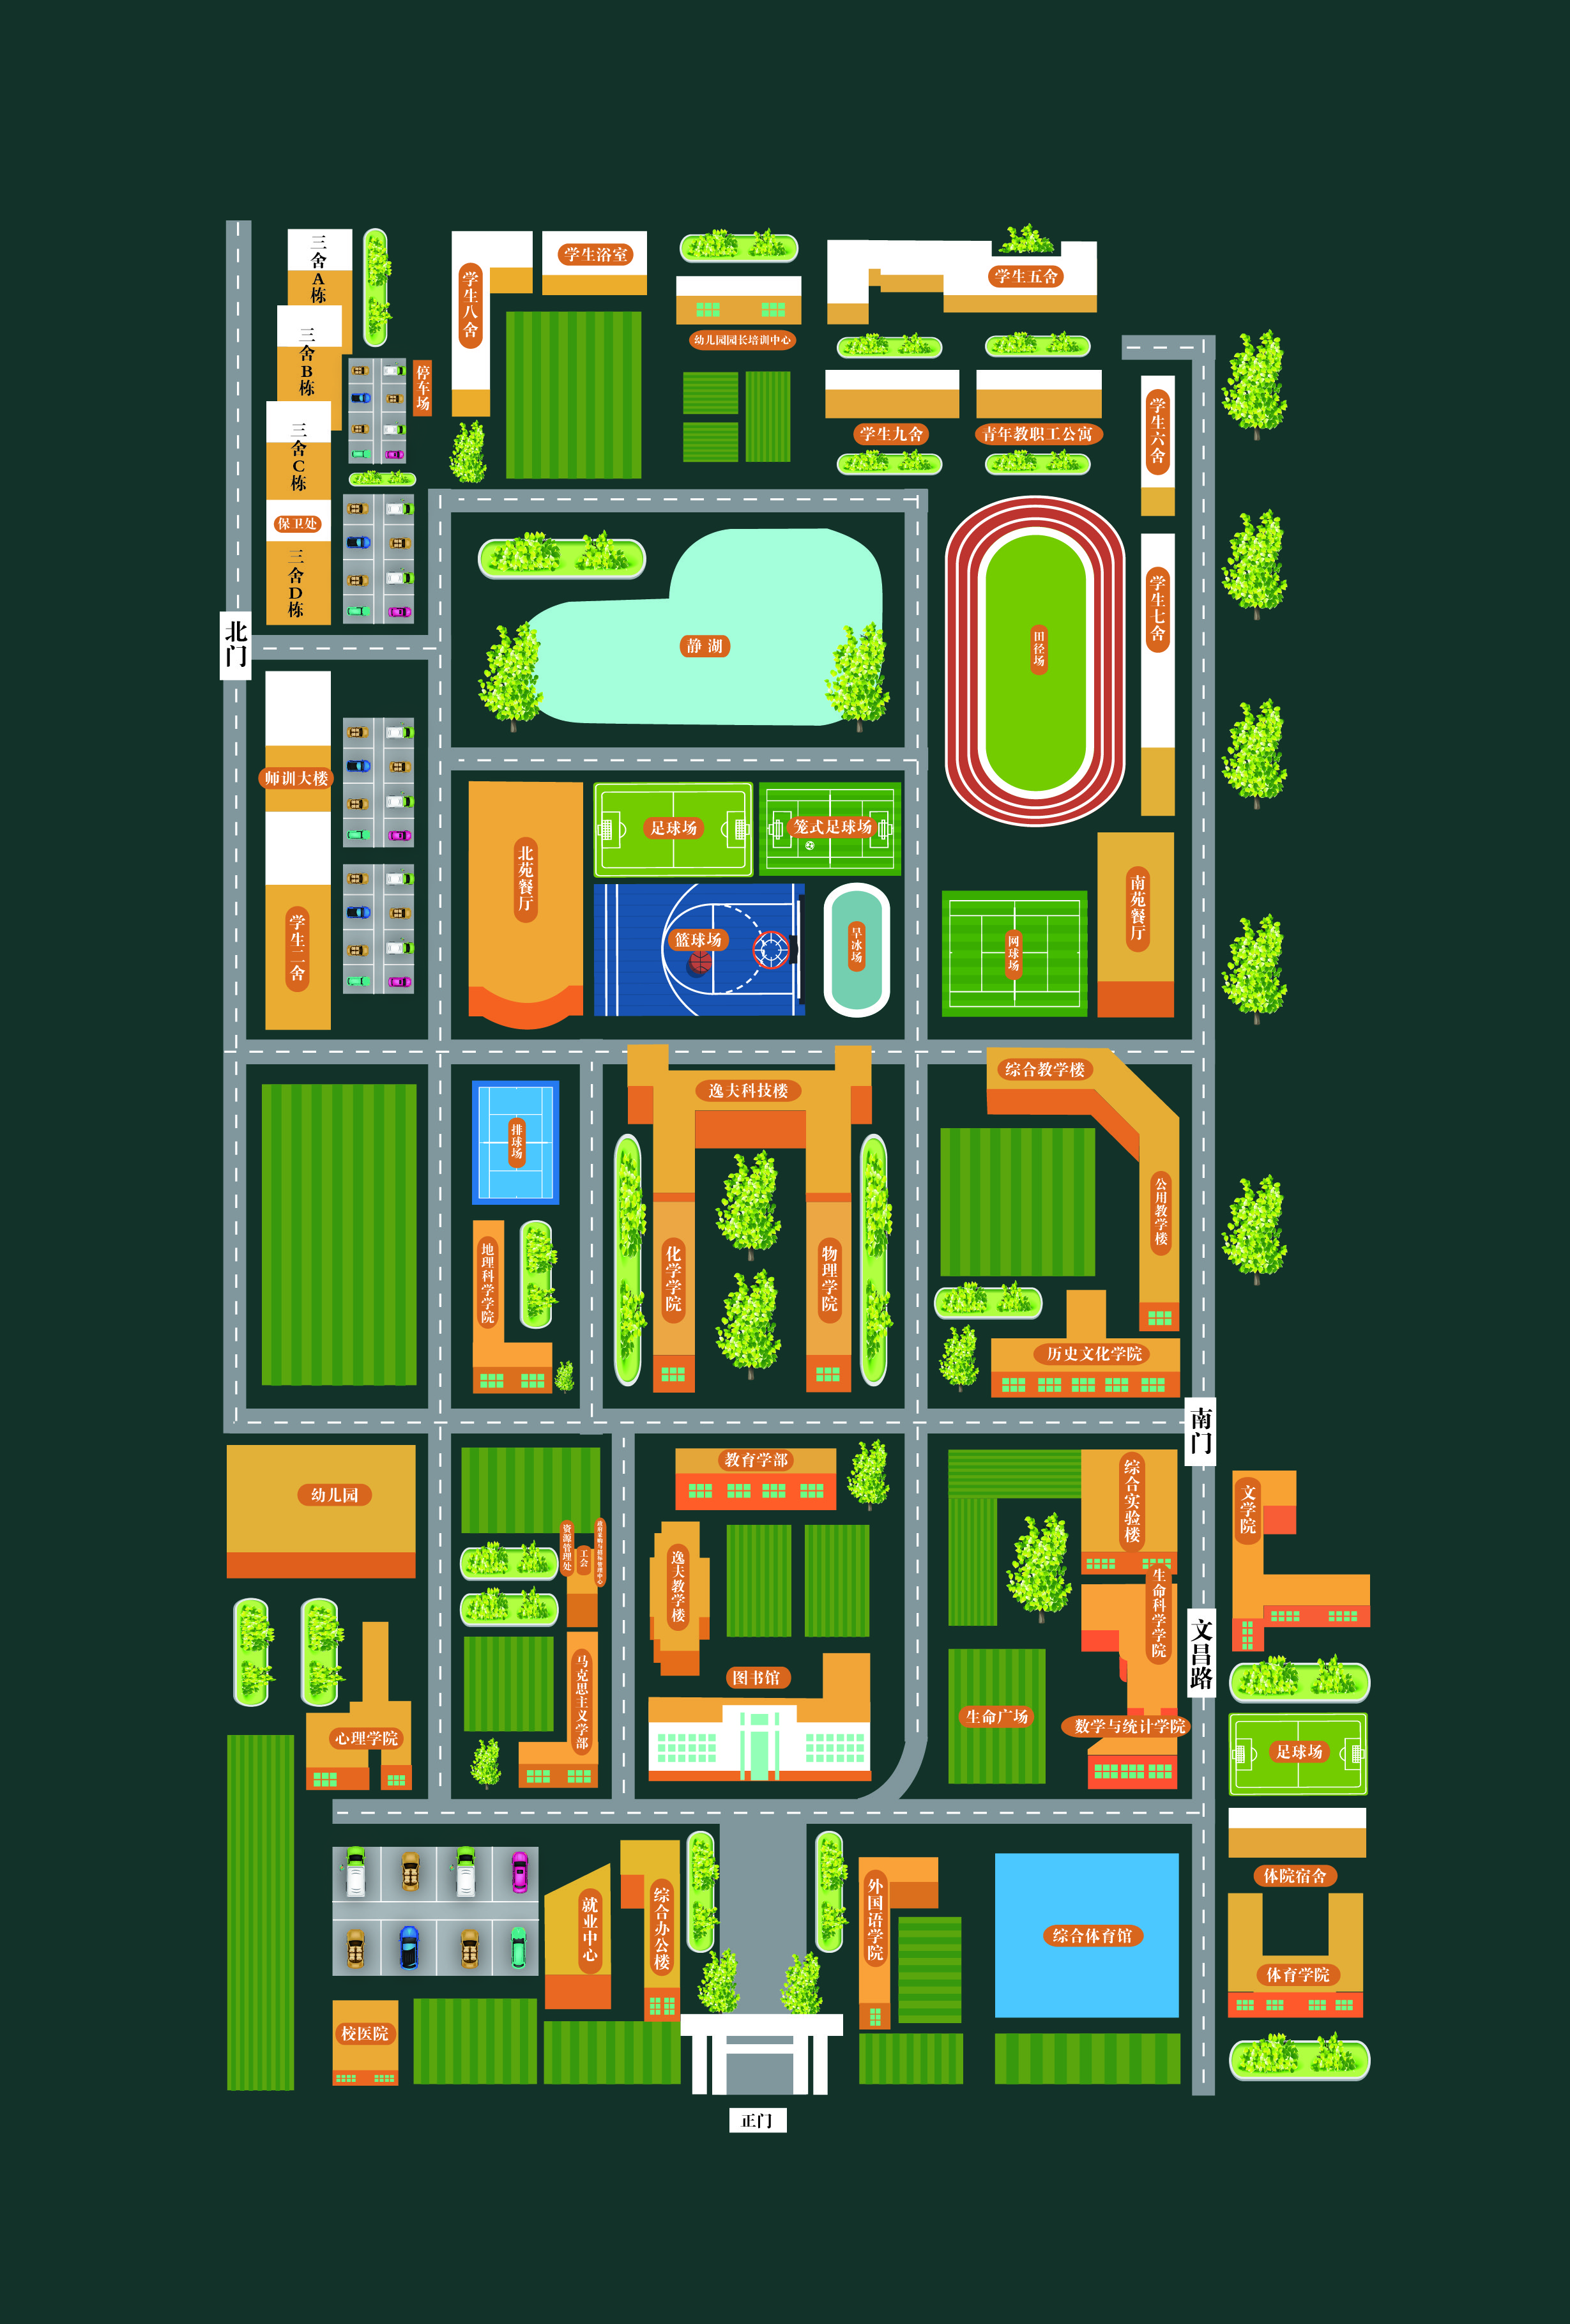 三舍A栋
三舍B栋
三舍C栋
保卫处
三舍D栋
停车场
学生八舍
学生浴室
幼儿园园长培训中心
学生五舍
学生九舍
青年教职工公寓
学生六舍
学生七舍
北门
静湖
田径场
师训大楼
学生二舍
北苑餐厅
足球场
笼式足球场
篮球场
旱冰场
网球场
南苑餐厅
排球场
逸夫科技楼
综合教学楼
公用教学楼
地理科学学院
化学学院
物理学院
历史文化学院
南门
幼儿园
资源管理处
工会
教育学部
逸夫教学楼
综合实验楼
生命科学学院
文学院
文昌路
心理学院
马克思主义学部
图书馆
生命广场
数学与统计学院
足球场
体院宿舍
体育学院
就业中心
综合办公楼
外国语学院
综合体育馆
校医院
正门